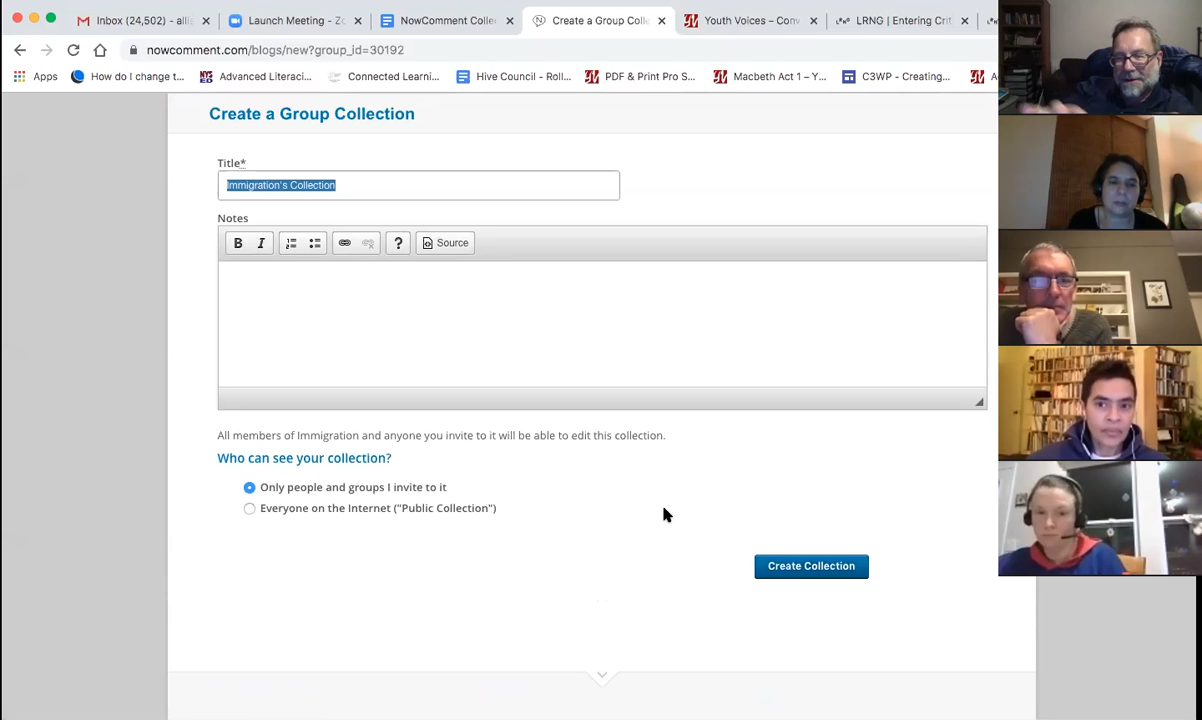 Inbox (24,502) - alli
Launch Meeting - Zo
NowComment Collec
Create a Group Colle
Youth Voices – Conv
LRNG | Entering Crit
nowcomment.com/blogs/new?group_id=30192
Apps
How do I change t...
Advanced Literaci...
Connected Learni...
Hive Council - Roll...
PDF & Print Pro S...
Macbeth Act 1 – Y...
C3WP - Creating...
Create a Group Collection
Title*
Immigration's Collection
Notes
B I ? Source
All members of Immigration and anyone you invite to it will be able to edit this collection.
Who can see your collection?
Only people and groups I invite to it
Everyone on the Internet ("Public Collection")
Create Collection